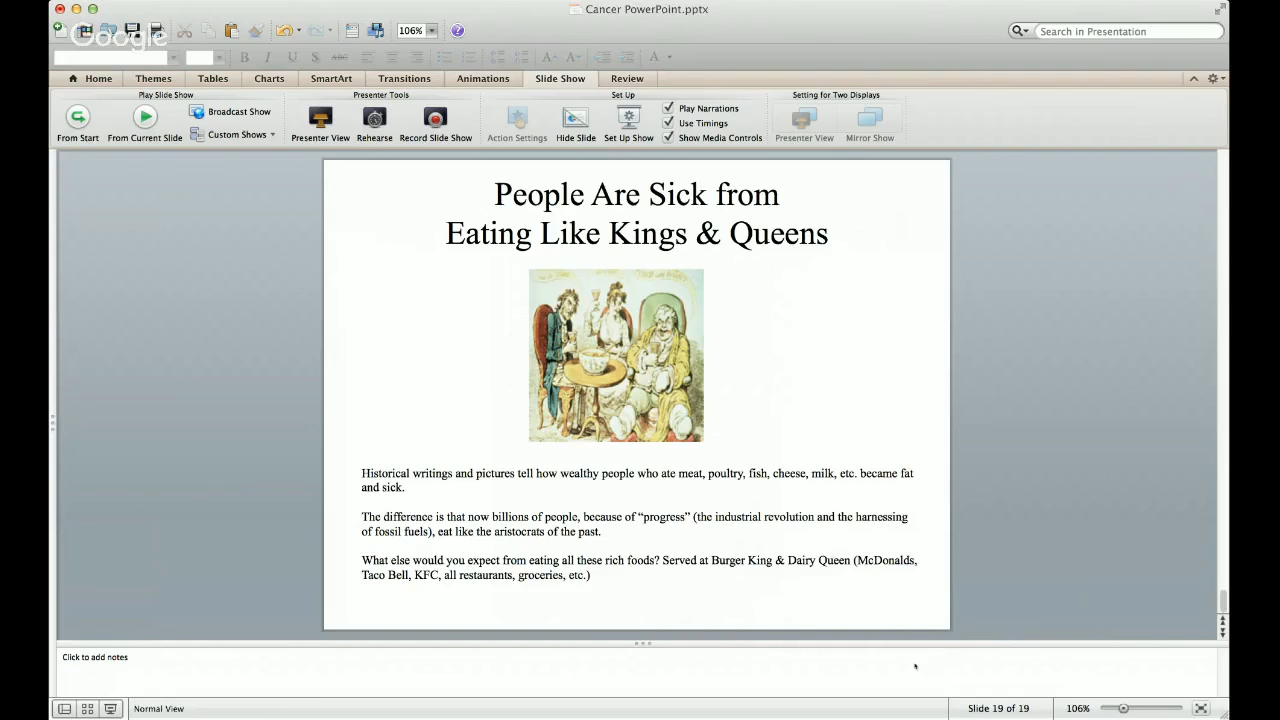 Cancer PowerPoint.pptx
Google
106%
Search in Presentation
B I U S ABC A A A
Home Themes Tables Charts SmartArt Transitions Animations Slide Show Review
Play Slide Show Presenter Tools Set Up Setting for Two Displays
From Start
From Current Slide
Broadcast Show
Custom Shows
Presenter View
Rehearse
Record Slide Show
Action Settings
Hide Slide
Set Up Show
Play Narrations
Use Timings
Show Media Controls
Presenter View
Mirror Show
People Are Sick from
Eating Like Kings & Queens
Historical writings and pictures tell how wealthy people who ate meat, poultry, fish, cheese, milk, etc. became fat
and sick.
The difference is that now billions of people, because of “progress” (the industrial revolution and the harnessing
of fossil fuels), eat like the aristocrats of the past.
What else would you expect from eating all these rich foods? Served at Burger King & Dairy Queen (McDonalds,
Taco Bell, KFC, all restaurants, groceries, etc.)
Click to add notes
Normal View
Slide 19 of 19
106%